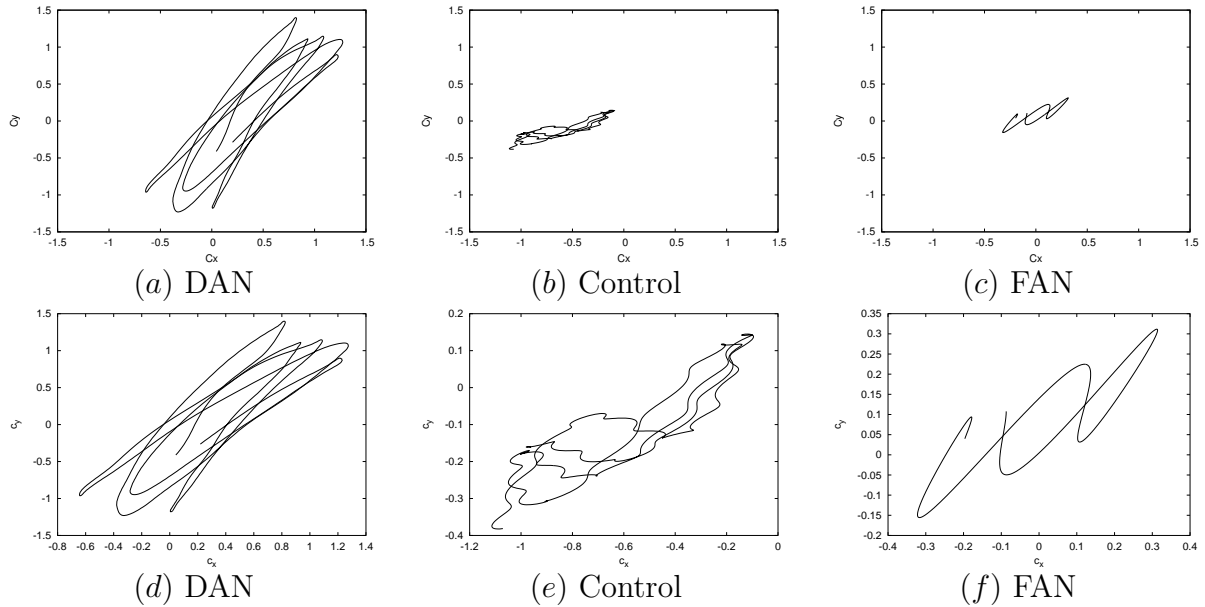 1.5
1
0.5
0
-0.5
-1
-1.5
Cy
-1.5 -1 -0.5 0 0.5 1 1.5
Cx
(a) DAN
1.5
1
0.5
0
-0.5
-1
-1.5
Cy
-1.5 -1 -0.5 0 0.5 1 1.5
Cx
(b) Control
1.5
1
0.5
0
-0.5
-1
-1.5
Cy
-1.5 -1 -0.5 0 0.5 1 1.5
Cx
(c) FAN
1.5
1
0.5
0
-0.5
-1
-1.5
cy
-0.8 -0.6 -0.4 -0.2 0 0.2 0.4 0.6 0.8 1 1.2 1.4
cx
(d) DAN
0.2
0.1
0
-0.1
-0.2
-0.3
-0.4
cy
-1.2 -1 -0.8 -0.6 -0.4 -0.2 0
cx
(e) Control
0.35
0.3
0.25
0.2
0.15
0.1
0.05
0
-0.05
-0.1
-0.15
-0.2
cy
-0.4 -0.3 -0.2 -0.1 0 0.1 0.2 0.3 0.4
cx
(f) FAN